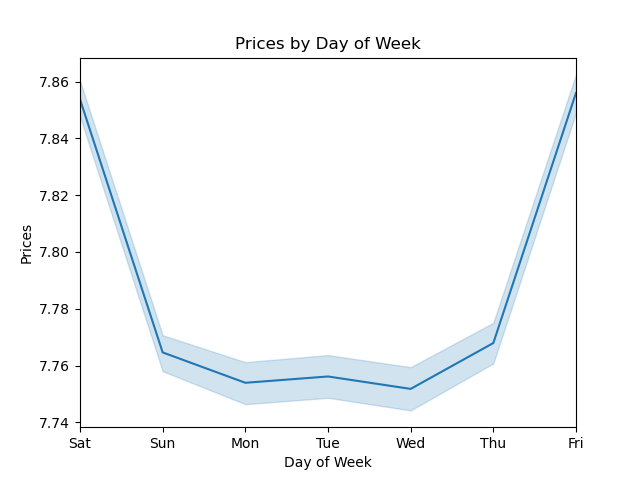 Prices by Day of Week
7.86
7.84
7.82
7.80
7.78
7.76
7.74
Prices
Sat Sun Mon Tue Wed Thu Fri
Day of Week